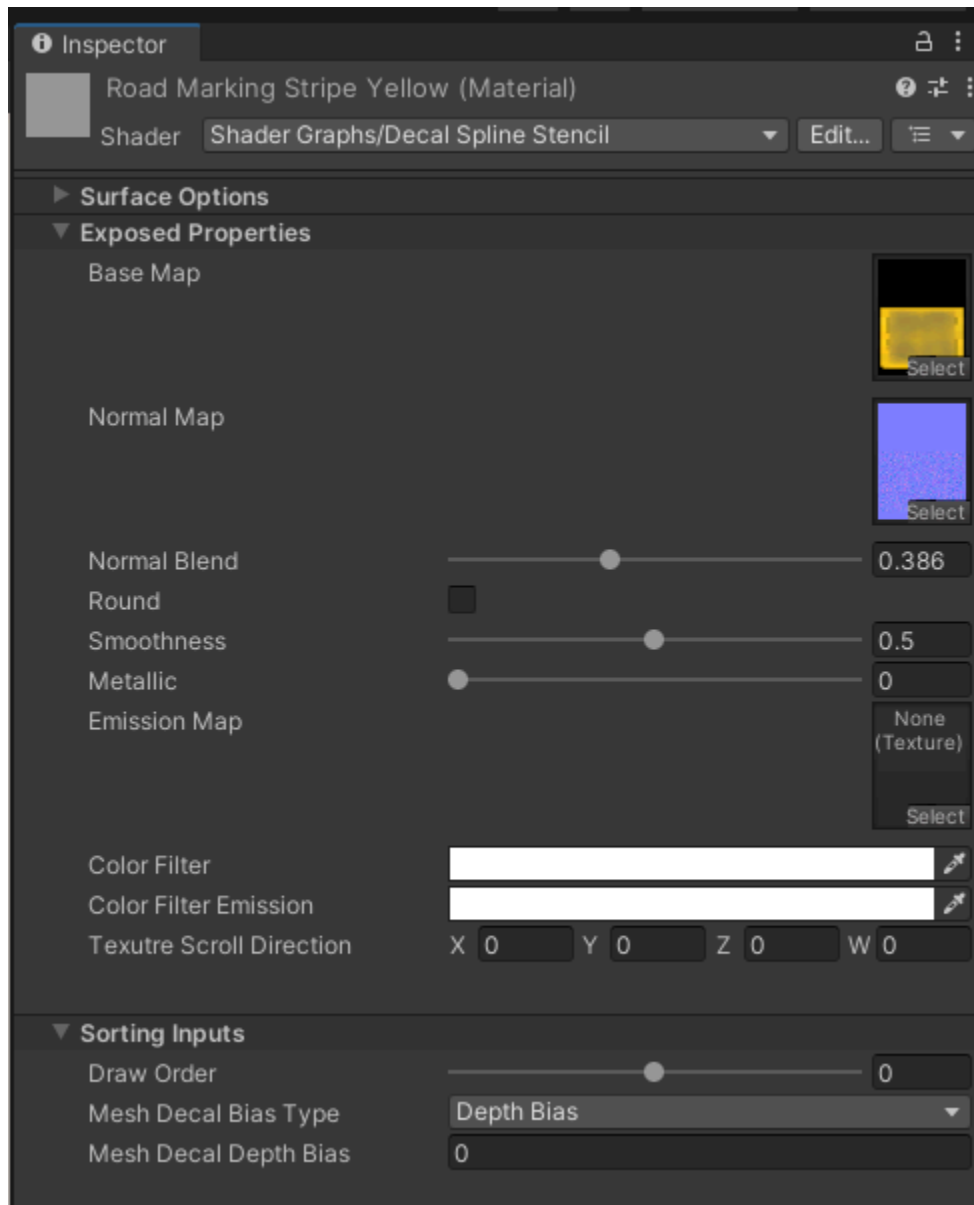 Inspector
Road Marking Stripe Yellow (Material)
Shader Shader Graphs/Decal Spline Stencil Edit...
Surface Options
Exposed Properties
Base Map
Select
Normal Map
Select
Normal Blend 0.386
Round
Smoothness 0.5
Metallic 0
Emission Map None
(Texture)
Select
Color Filter
Color Filter Emission
Texutre Scroll Direction X 0 Y 0 Z 0 W 0
Sorting Inputs
Draw Order 0
Mesh Decal Bias Type Depth Bias
Mesh Decal Depth Bias 0